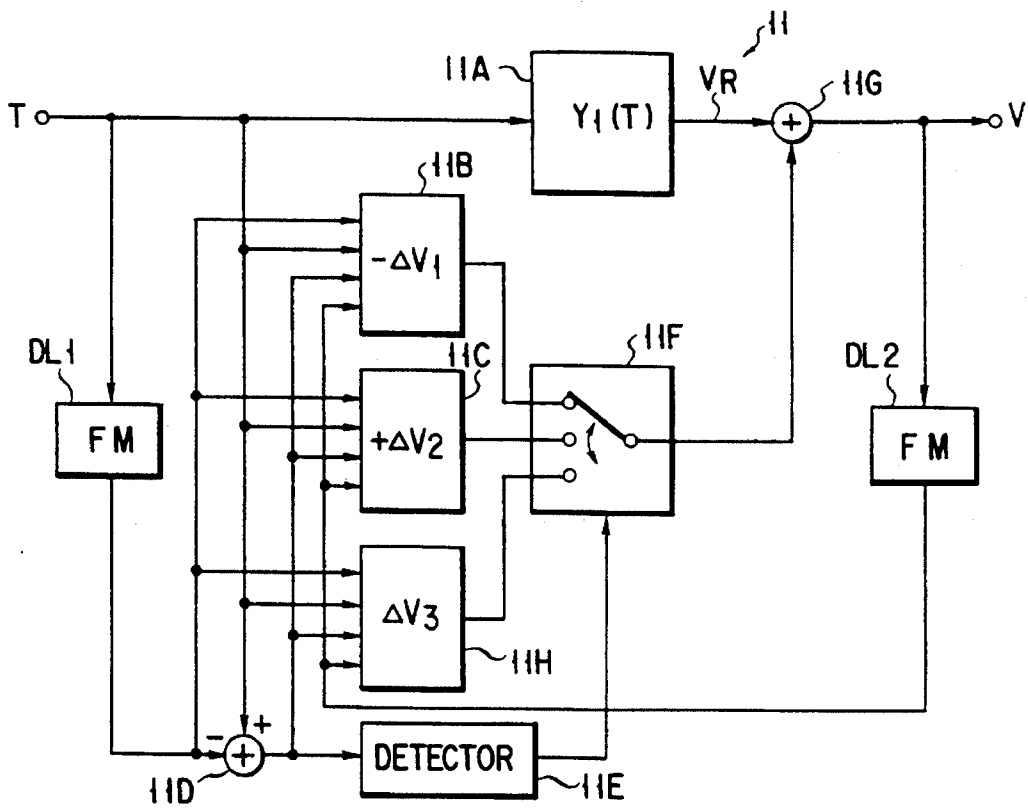 11
11A
VR
11G
T
Y1(T)
V
11B
-ΔV1
DL1
11C
11F
DL2
FM
+ΔV2
FM
ΔV3
11H
-
+
+
+
11D
DETECTOR
11E